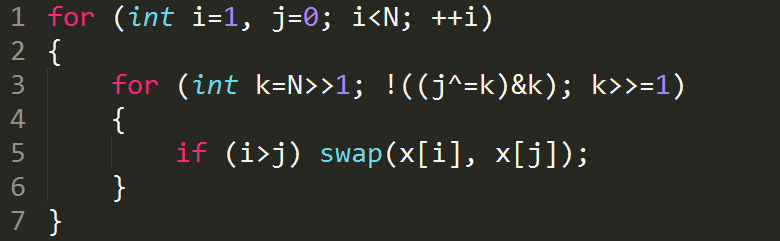 1 for (int i=1, j=0; i<N; ++i)
2 {
3     for (int k=N>>1; !((j^=k)&k); k>>=1)
4     {
5         if (i>j) swap(x[i], x[j]);
6     }
7 }